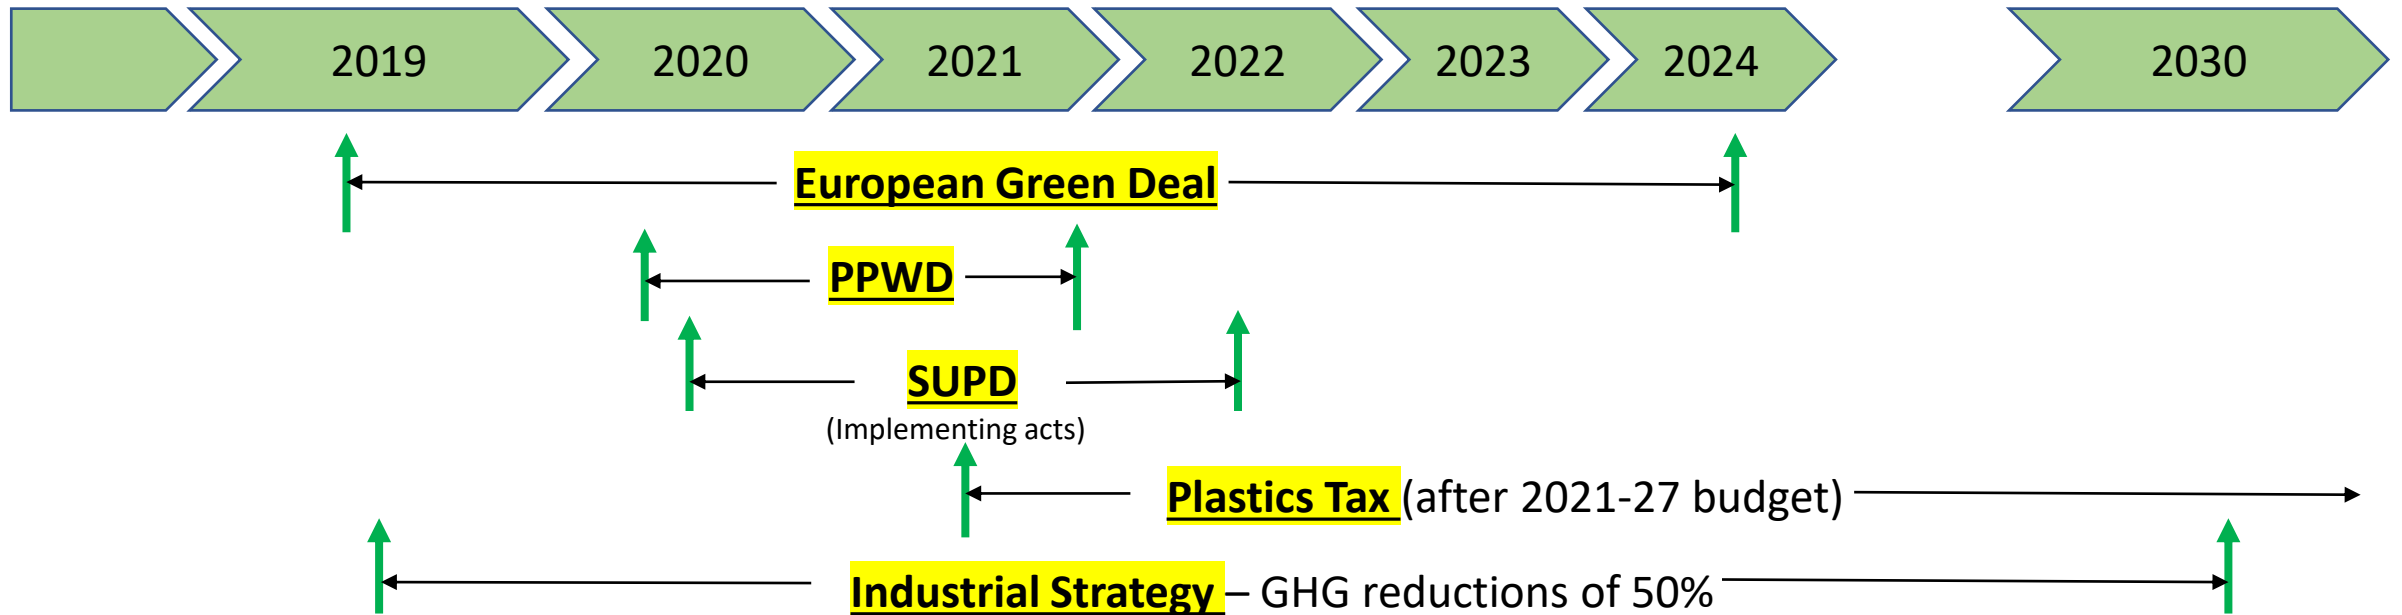 2019 2020 2021 2022 2023 2024 2030
European Green Deal
PPWD
SUPD
(Implementing acts)
Plastics Tax (after 2021-27 budget)
Industrial Strategy – GHG reductions of 50%